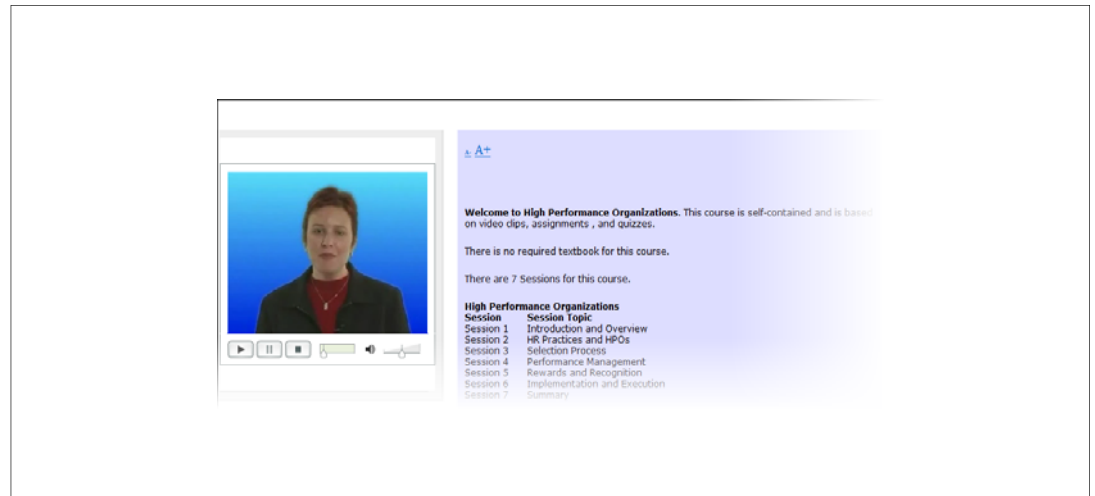 A- A+
Welcome to High Performance Organizations. This course is self-contained and is based
on video clips, assignments , and quizzes.
There is no required textbook for this course.
There are 7 Sessions for this course.
High Performance Organizations
Session Session Topic
Session 1 Introduction and Overview
Session 2 HR Practices and HPOs
Session 3 Selection Process
Session 4 Performance Management
Session 5 Rewards and Recognition
Session 6 Implementation and Execution
Session 7 Summary